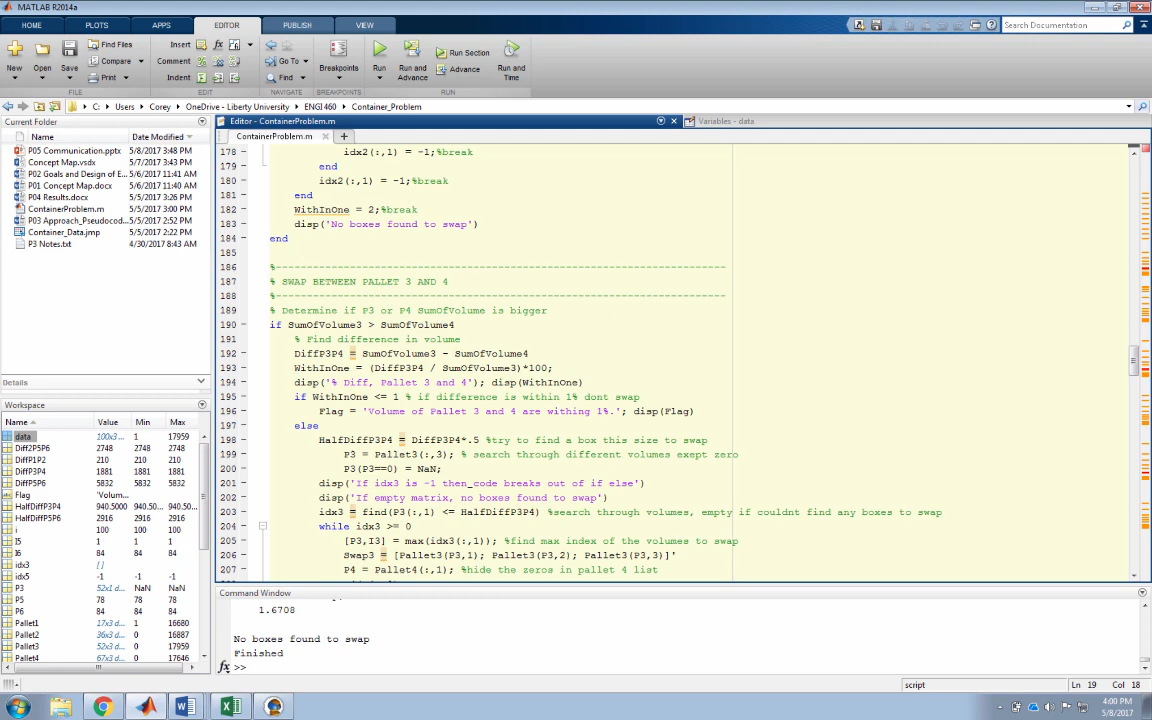 MATLAB R2014a
HOME PLOTS APPS EDITOR PUBLISH VIEW Search Documentation
New Open Save Find Files Compare Print Insert Comment Indent fx Go To Find Breakpoints Run Run and Advance Run Section Advance Run and Time
FILE EDIT NAVIGATE BREAKPOINTS RUN
C: Users Corey OneDrive - Liberty University ENGI460 Container_Problem
Current Folder
Name Date Modified
P05 Communication.pptx 5/8/2017 3:48 PM
Concept Map.vsdx 5/7/2017 3:43 PM
P02 Goals and Design of E... 5/6/2017 11:41 AM
P01 Concept Map.docx 5/6/2017 11:40 AM
P04 Results.docx 5/5/2017 3:26 PM
ContainerProblem.m 5/5/2017 3:00 PM
P03 Approach_Pseudocod... 5/5/2017 2:52 PM
Container_Data.jmp 5/5/2017 2:22 PM
P3 Notes.txt 4/30/2017 8:43 AM
Details
Workspace
Name Value Min Max
data 100x3 ... 1 17959
Diff2P5P6 2748 2748 2748
DiffP1P2 210 210 210
DiffP3P4 1881 1881 1881
DiffP5P6 5832 5832 5832
Flag 'Volum...
HalfDiffP3P4 940.5000 940.50... 940.50...
HalfDiffP5P6 2916 2916 2916
i 100 100 100
I5 1 1 1
I6 84 84 84
idx3 []
idx5 -1 -1 -1
P3 52x1 d... NaN NaN
P5 78 78 78
P6 84 84 84
Pallet1 17x3 d... 1 16680
Pallet2 36x3 d... 0 16887
Pallet3 52x3 d... 0 17959
Pallet4 67x3 d... 0 17646
Editor - ContainerProblem.m Variables - data
ContainerProblem.m
178 idx2(:,1) = -1;%break
179 end
180 idx2(:,1) = -1;%break
181 end
182 WithInOne = 2;%break
183 disp('No boxes found to swap')
184 end
185
186 %-------------------------------------------------------------------------
187 % SWAP BETWEEN PALLET 3 AND 4
188 %-------------------------------------------------------------------------
189 % Determine if P3 or P4 SumOfVolume is bigger
190 if SumOfVolume3 > SumOfVolume4
191 % Find difference in volume
192 DiffP3P4 = SumOfVolume3 - SumOfVolume4
193 WithInOne = (DiffP3P4 / SumOfVolume3)*100;
194 disp('% Diff, Pallet 3 and 4'); disp(WithInOne)
195 if WithInOne <= 1 % if difference is within 1% dont swap
196 Flag = 'Volume of Pallet 3 and 4 are withing 1%.'; disp(Flag)
197 else
198 HalfDiffP3P4 = DiffP3P4*.5 %try to find a box this size to swap
199 P3 = Pallet3(:,3); % search through different volumes exept zero
200 P3(P3==0) = NaN;
201 disp('If idx3 is -1 then code breaks out of if else')
202 disp('If empty matrix, no boxes found to swap')
203 idx3 = find(P3(:,1) <= HalfDiffP3P4) %search through volumes, empty if couldnt find any boxes to swap
204 while idx3 >= 0
205 [P3,I3] = max(idx3(:,1)); %find max index of the volumes to swap
206 Swap3 = [Pallet3(P3,1); Pallet3(P3,2); Pallet3(P3,3)]'
207 P4 = Pallet4(:,1); %hide the zeros in pallet 4 list
Command Window
1.6708
No boxes found to swap
Finished
fx >>
script Ln 19 Col 18
4:00 PM
5/8/2017